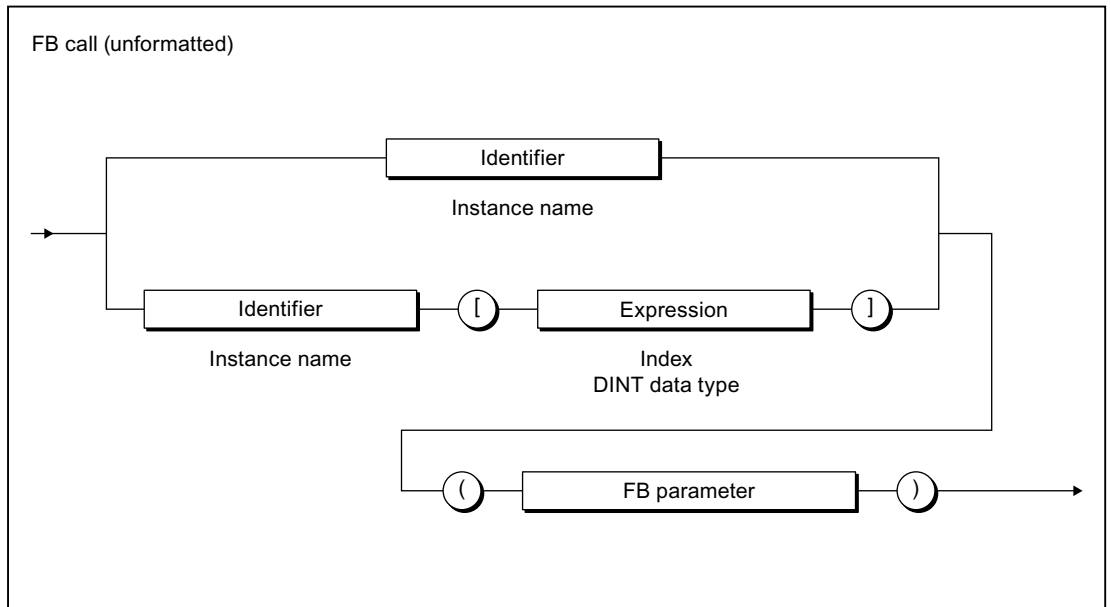 FB call (unformatted)
Identifier
Instance name
Identifier [ Expression ]
Instance name Index
DINT data type
( FB parameter )